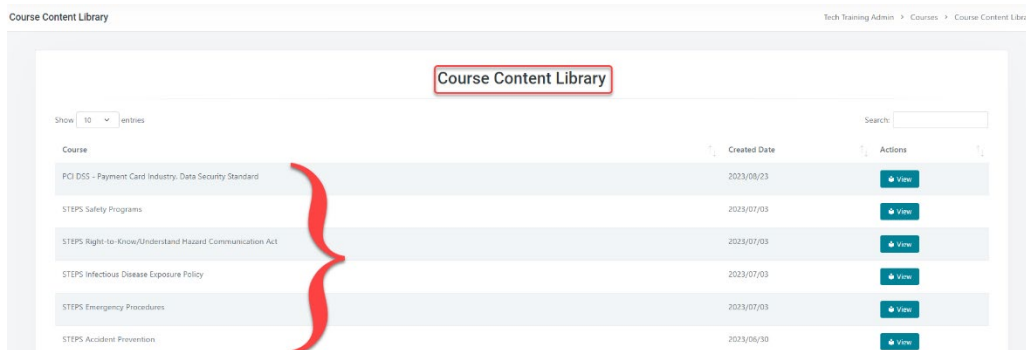 Course Content Library
Tech Training Admin > Courses > Course Content Libra
Course Content Library
Show 10 entries
Search:
Course Created Date Actions
PCI DSS - Payment Card Industry. Data Security Standard 2023/08/23 View
STEPS Safety Programs 2023/07/03 View
STEPS Right-to-Know/Understand Hazard Communication Act 2023/07/03 View
STEPS Infectious Disease Exposure Policy 2023/07/03 View
STEPS Emergency Procedures 2023/07/03 View
STEPS Accident Prevention 2023/06/30 View